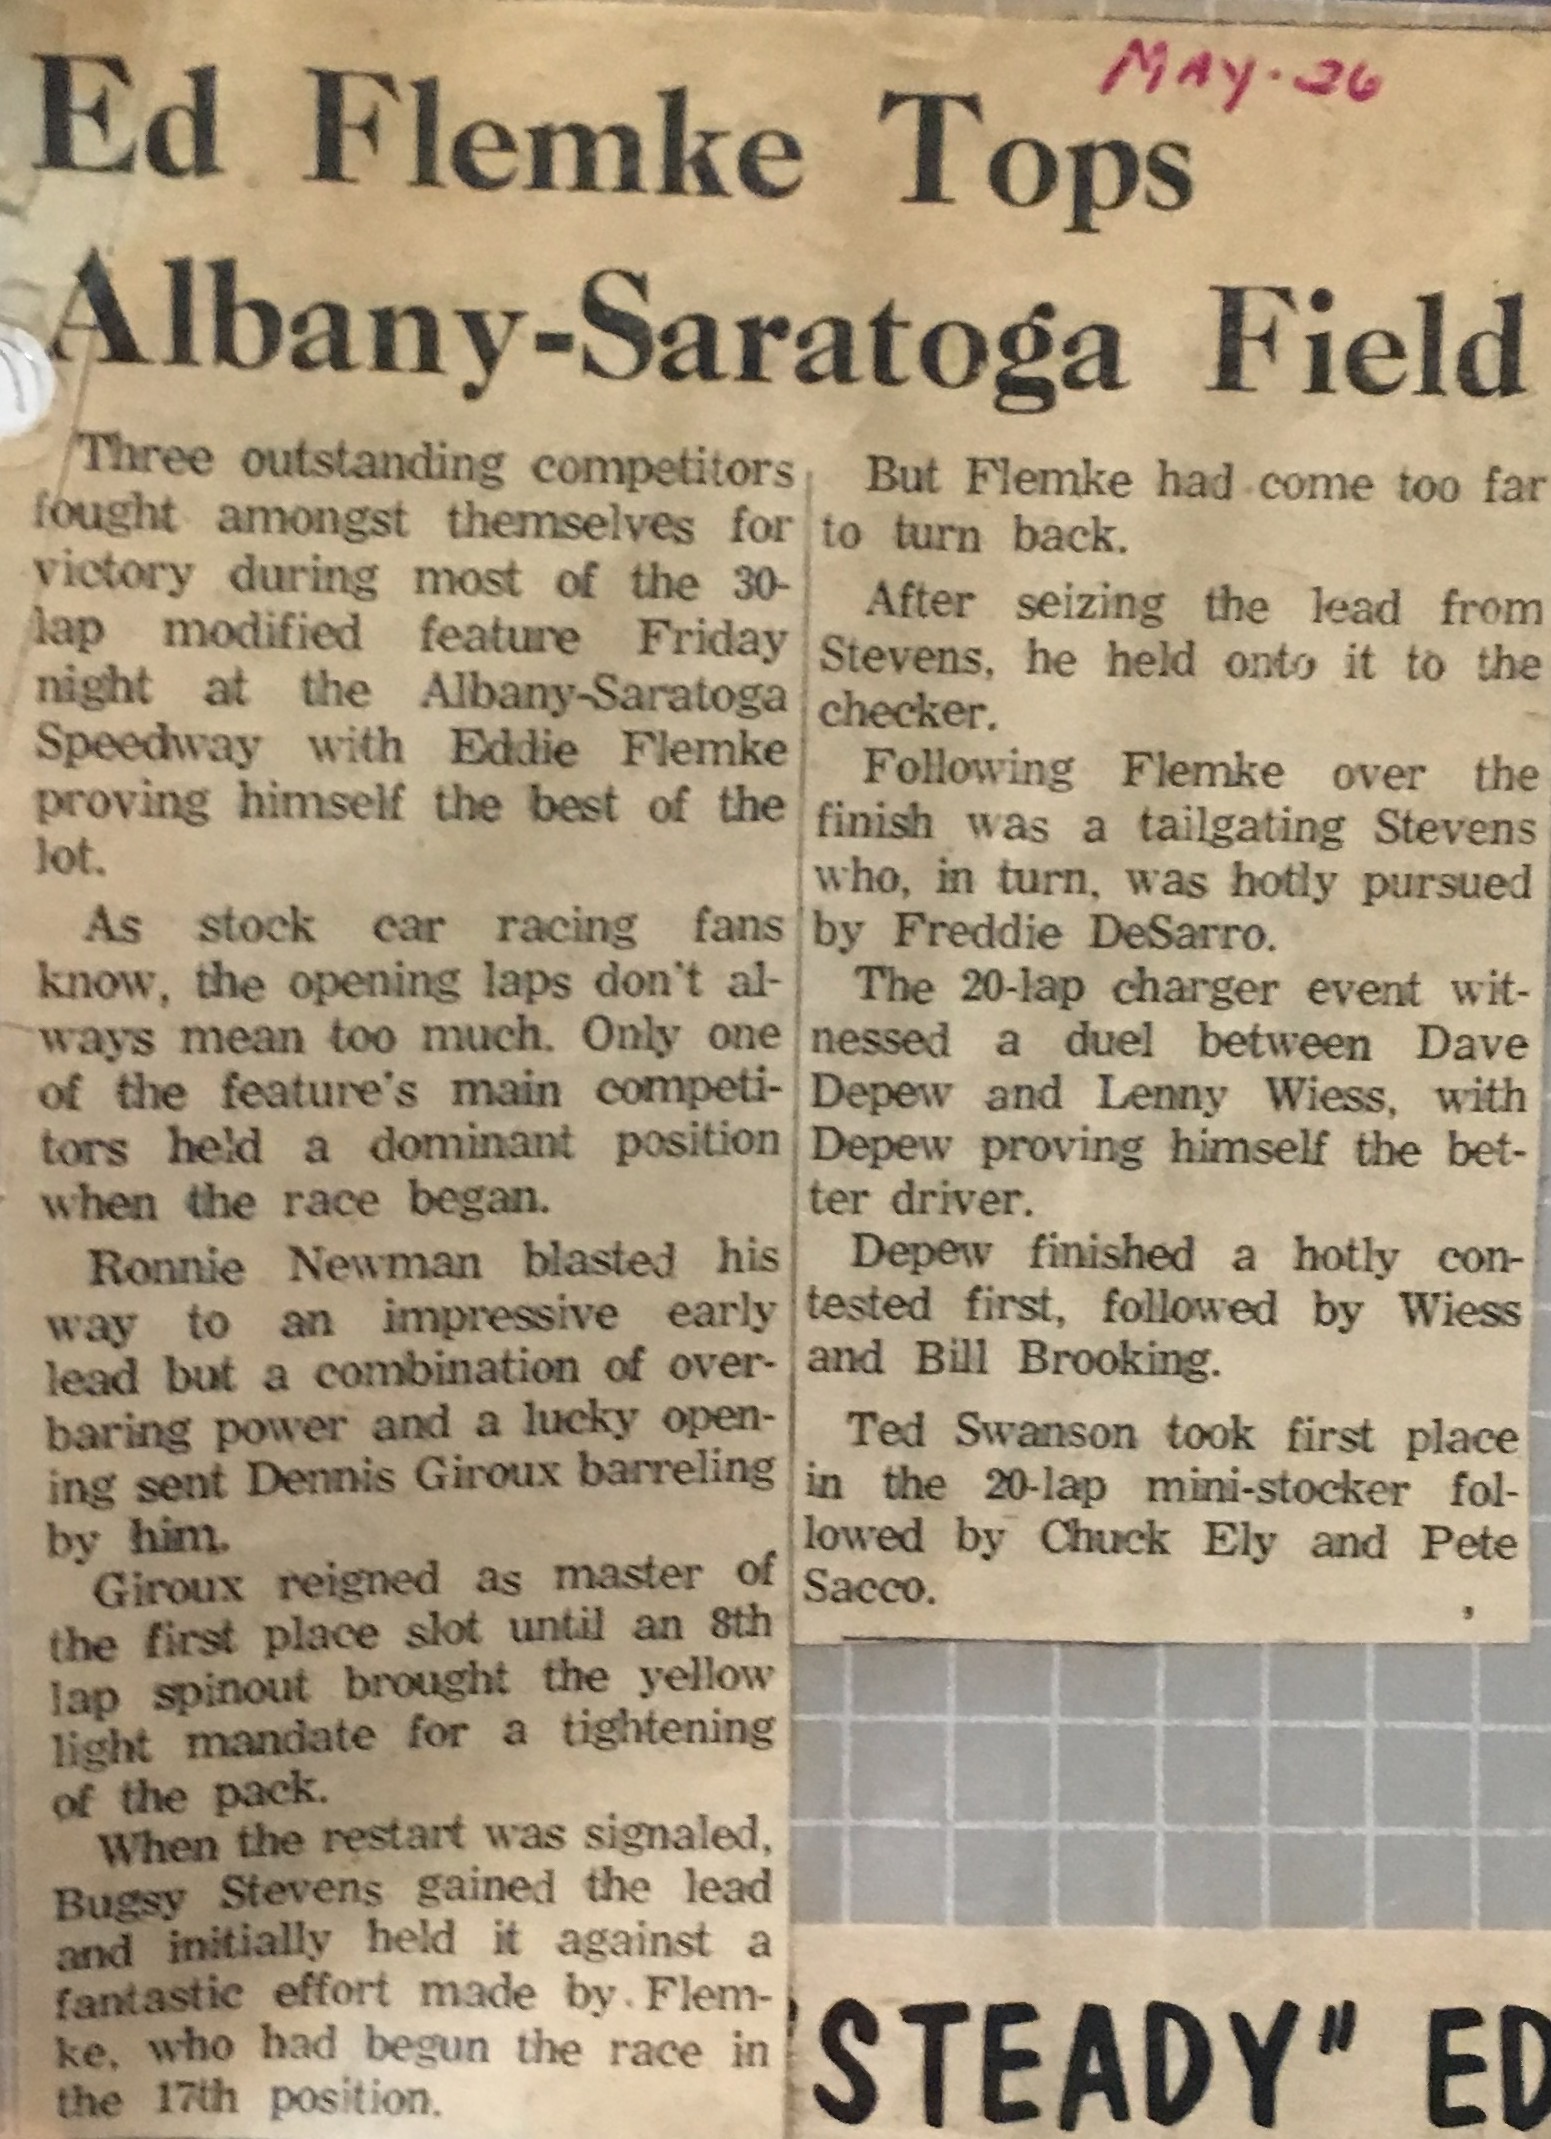 MAY-26
Ed Flemke Tops
Albany-Saratoga Field
Three outstanding competitors
fought amongst themselves for
victory during most of the 30-
lap modified feature Friday
night at the Albany-Saratoga
Speedway with Eddie Flemke
proving himself the best of the
lot.
As stock car racing fans
know, the opening laps don't al-
ways mean too much. Only one
of the feature's main competi-
tors held a dominant position
when the race began.
Ronnie Newman blasted his
way to an impressive early
lead but a combination of over-
baring power and a lucky open-
ing sent Dennis Giroux barreling
by him.
Giroux reigned as master of
the first place slot until an 8th
lap spinout brought the yellow
light mandate for a tightening
of the pack.
When the restart was signaled,
Bugsy Stevens gained the lead
and initially held it against a
fantastic effort made by Flem-
ke, who had begun the race in
the 17th position.
But Flemke had come too far
to turn back.
After seizing the lead from
Stevens, he held onto it to the
checker.
Following Flemke over the
finish was a tailgating Stevens
who, in turn, was hotly pursued
by Freddie DeSarro.
The 20-lap charger event wit-
nessed a duel between Dave
Depew and Lenny Wiess, with
Depew proving himself the bet-
ter driver.
Depew finished a hotly con-
tested first, followed by Wiess
and Bill Brooking.
Ted Swanson took first place
in the 20-lap mini-stocker fol-
lowed by Chuck Ely and Pete
Sacco.
"STEADY" ED